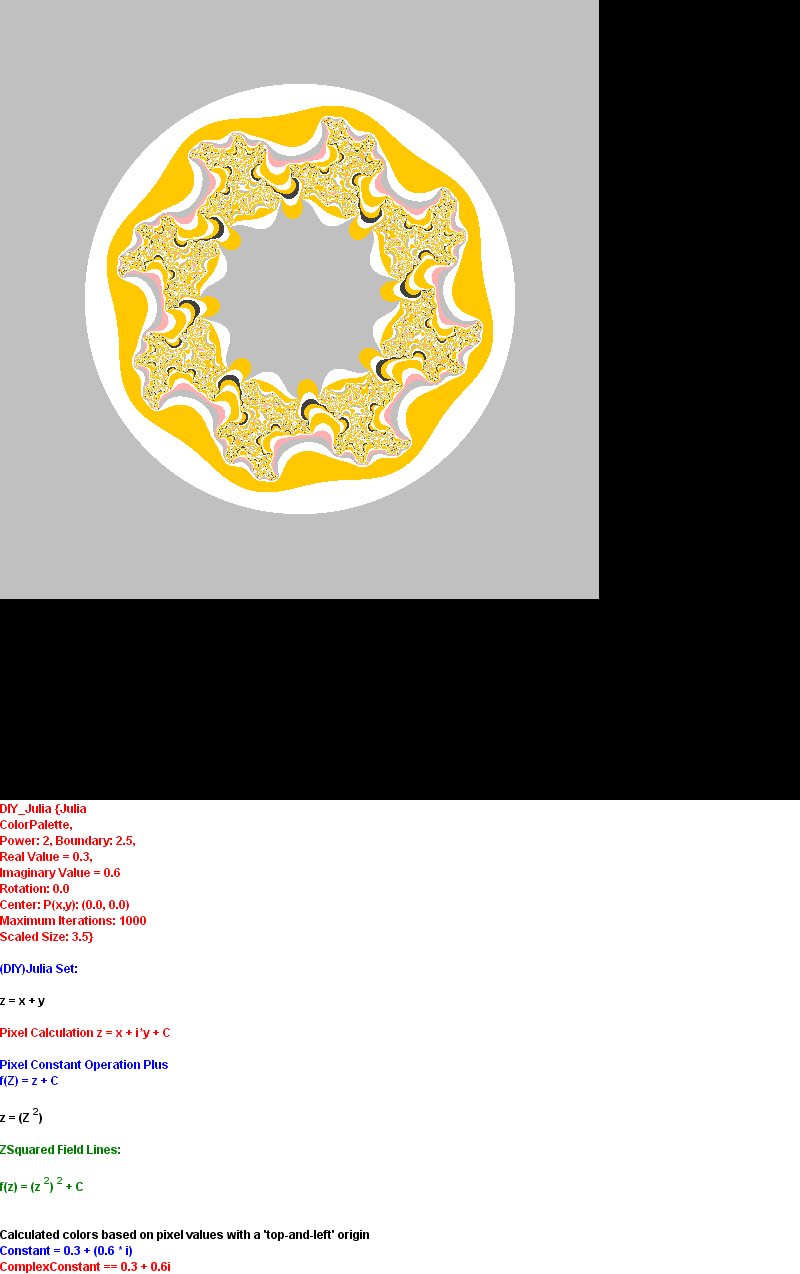 DIY_Julia {Julia
ColorPalette,
Power: 2, Boundary: 2.5,
Real Value = 0.3,
Imaginary Value = 0.6
Rotation: 0.0
Center: P(x,y): (0.0, 0.0)
Maximum Iterations: 1000
Scaled Size: 3.5}
(DIY)Julia Set:
z = x + y
Pixel Calculation z = x + i*y + C
Pixel Constant Operation Plus
f(Z) = z + C
z = (Z 2)
ZSquared Field Lines:
f(z) = (z 2) 2 + C
Calculated colors based on pixel values with a 'top-and-left' origin
Constant = 0.3 + (0.6 * i)
ComplexConstant == 0.3 + 0.6i